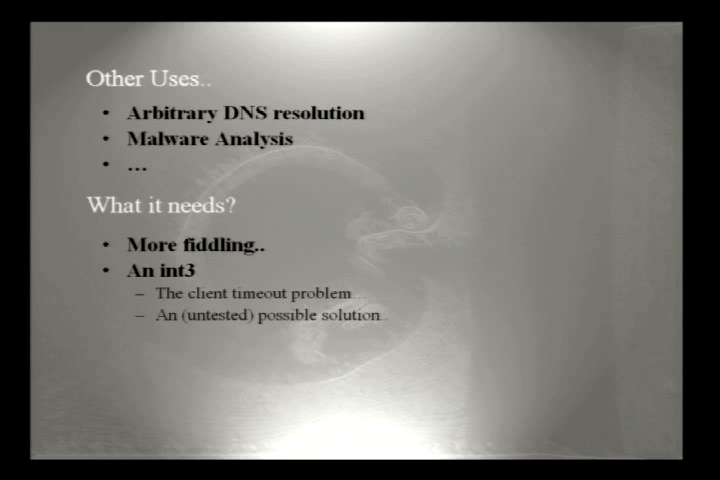 Other Uses..
• Arbitrary DNS resolution
• Malware Analysis
• ...
What it needs?
• More fiddling..
• An int3
– The client timeout problem...
– An (untested) possible solution..